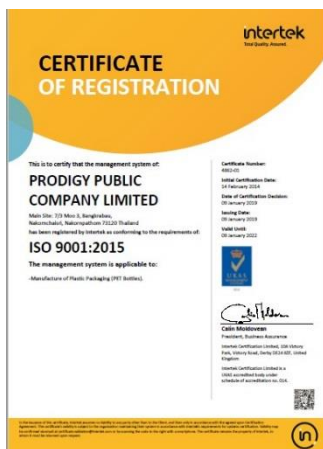 intertek
Total Quality. Assured.
CERTIFICATE
OF REGISTRATION
This is to certify that the management system of:
PRODIGY PUBLIC
COMPANY LIMITED
Main Site: 7/3 Moo 3, Bangkrabao,
Nakornchaisri, Nakornpathom 73120 Thailand
has been registered by Intertek as conforming to the requirements of:
ISO 9001:2015
The management system is applicable to:
-Manufacture of Plastic Packaging (PET Bottles).
Certificate Number:
Initial Certification Date:
14 February 2014
Date of Certification Decision:
09 January 2019
Issuing Date:
09 January 2019
Valid Until:
08 January 2022
UKAS
Calin Moldovean
President, Business Assurance
Intertek Certification Limited, 10A Victory
Park, Victory Road, Derby DE24 8ZF, United
Kingdom
Intertek Certification Limited is a
UKAS accredited body under
schedule of accreditation no. 014.